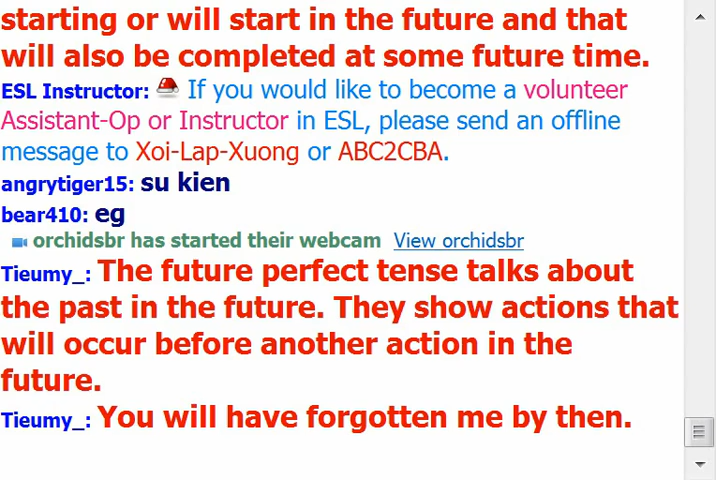 starting or will start in the future and that
will also be completed at some future time.
ESL Instructor: If you would like to become a volunteer
Assistant-Op or Instructor in ESL, please send an offline
message to Xoi-Lap-Xuong or ABC2CBA.
angrytiger15: su kien
bear410: eg
orchidsbr has started their webcam View orchidsbr
Tieumy_: The future perfect tense talks about
the past in the future. They show actions that
will occur before another action in the
future.
Tieumy_: You will have forgotten me by then.